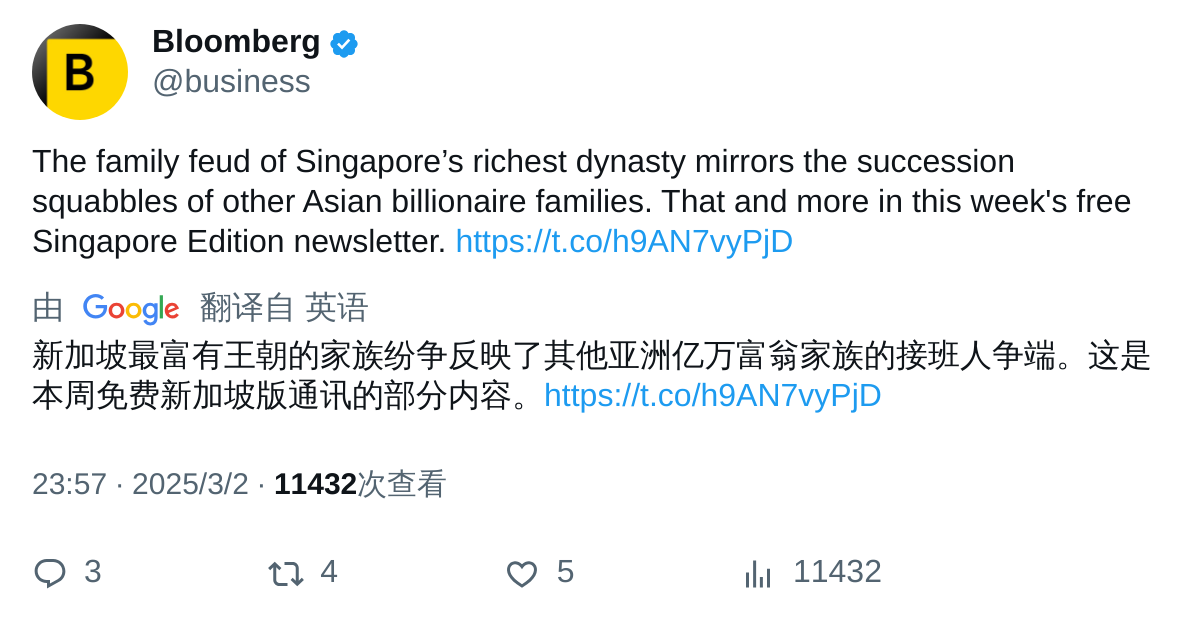 B
Bloomberg
@business
The family feud of Singapore’s richest dynasty mirrors the succession
squabbles of other Asian billionaire families. That and more in this week's free
Singapore Edition newsletter. https://t.co/h9AN7vyPjD
由 Google 翻译自 英语
新加坡最富有王朝的家族纷争反映了其他亚洲亿万富翁家族的接班人争端。这是
本周免费新加坡版通讯的部分内容。https://t.co/h9AN7vyPjD
23:57 · 2025/3/2 · 11432次查看
3 4 5 11432